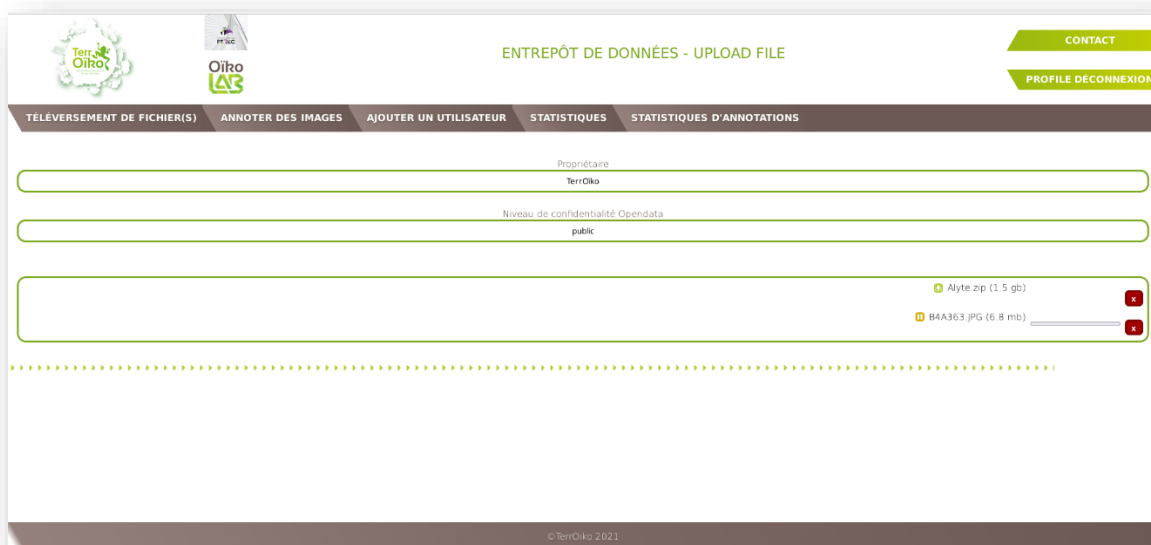 Terr
Oïko
Oïko
LAB
ENTREPÔT DE DONNÉES - UPLOAD FILE
CONTACT
PROFILE DÉCONNEXION
TÉLÉVERSEMENT DE FICHIER(S) ANNOTER DES IMAGES AJOUTER UN UTILISATEUR STATISTIQUES STATISTIQUES D'ANNOTATIONS
Propriétaire
TerrOïko
Niveau de confidentialité Opendata
public
Alyte.zip (1.5 gb)
x
B4A363.JPG (6.8 mb)
x
©TerrOïko 2021